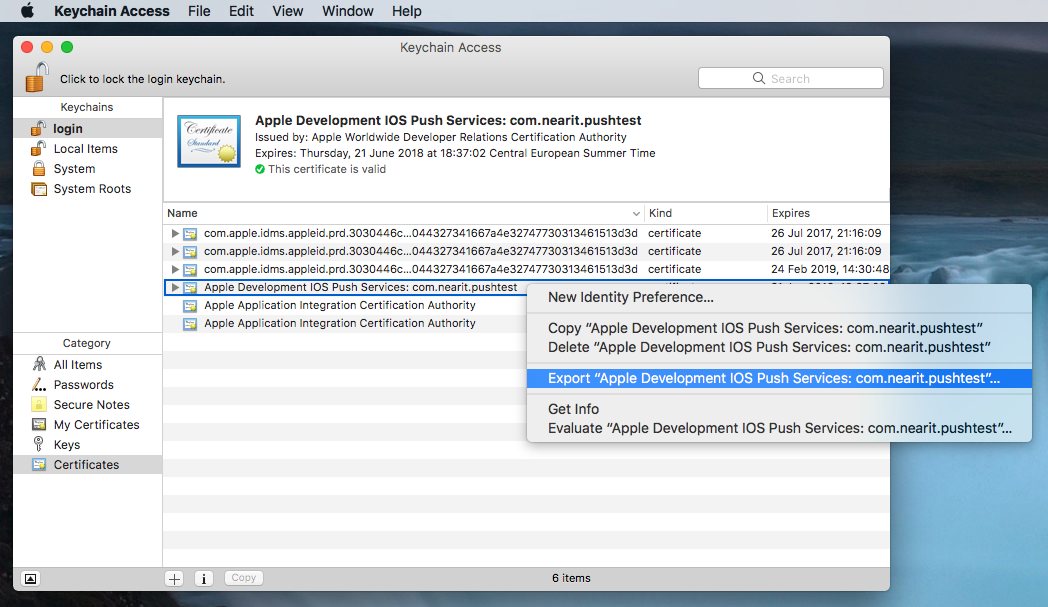 Keychain Access File Edit View Window Help
Keychain Access
Click to lock the login keychain.
Search
Keychains
login
Local Items
System
System Roots
Certificate
Standard
Apple Development IOS Push Services: com.nearit.pushtest
Issued by: Apple Worldwide Developer Relations Certification Authority
Expires: Thursday, 21 June 2018 at 18:37:02 Central European Summer Time
This certificate is valid
Name Kind Expires
com.apple.idms.appleid.prd.3030446c...044327341667a4e32747730313461513d3d certificate 26 Jul 2017, 21:16:09
com.apple.idms.appleid.prd.3030446c...044327341667a4e32747730313461513d3d certificate 26 Jul 2017, 21:16:09
com.apple.idms.appleid.prd.3030446c...044327341667a4e32747730313461513d3d certificate 24 Feb 2019, 14:30:48
Apple Development IOS Push Services: com.nearit.pushtest
Apple Application Integration Certification Authority
Apple Application Integration Certification Authority
New Identity Preference...
Copy “Apple Development IOS Push Services: com.nearit.pushtest”
Delete “Apple Development IOS Push Services: com.nearit.pushtest”
Export “Apple Development IOS Push Services: com.nearit.pushtest”...
Get Info
Evaluate “Apple Development IOS Push Services: com.nearit.pushtest”...
Category
All Items
Passwords
Secure Notes
My Certificates
Keys
Certificates
Copy
6 items